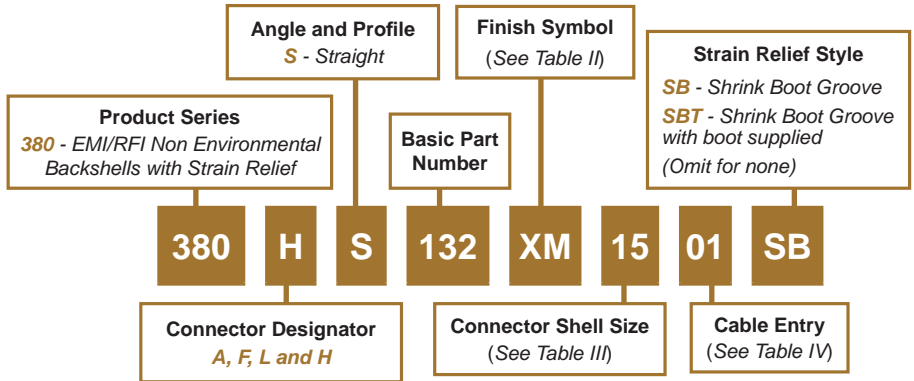 Angle and Profile
S - Straight
Finish Symbol
(See Table II)
Strain Relief Style
SB - Shrink Boot Groove
SBT - Shrink Boot Groove
with boot supplied
(Omit for none)
Product Series
380 - EMI/RFI Non Environmental
Backshells with Strain Relief
Basic Part
Number
380 H S 132 XM 15 01 SB
Connector Designator
A, F, L and H
Connector Shell Size
(See Table III)
Cable Entry
(See Table IV)